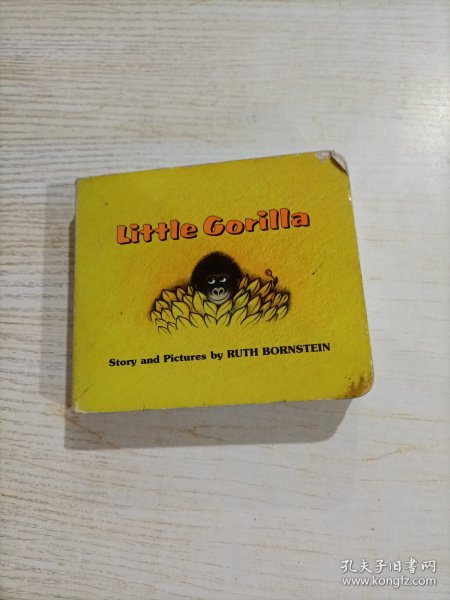 Little Gorilla
Story and Pictures by RUTH BORNSTEIN
孔夫子旧书网
www.kongfz.com